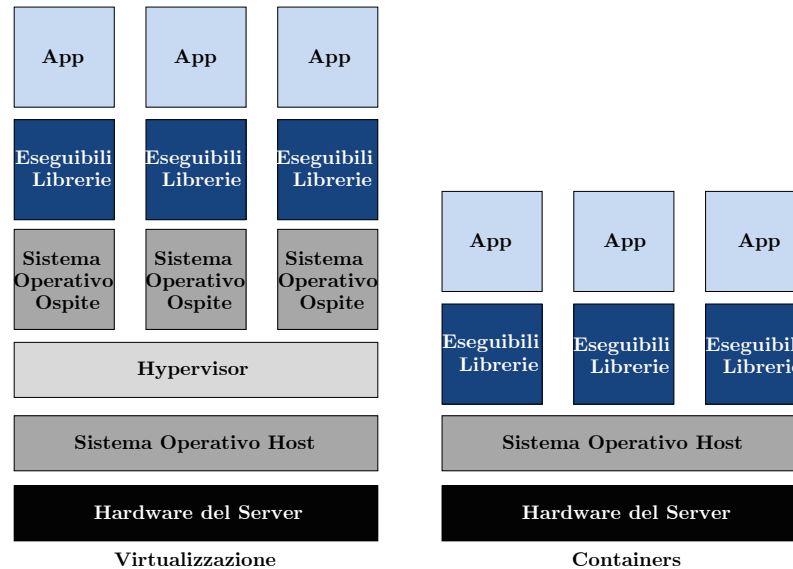 App
App
App
Eseguibili
Librerie
Eseguibili
Librerie
Eseguibili
Librerie
Sistema
Operativo
Ospite
Sistema
Operativo
Ospite
Sistema
Operativo
Ospite
Hypervisor
Sistema Operativo Host
Hardware del Server
Virtualizzazione
App
App
App
Eseguibili
Librerie
Eseguibili
Librerie
Eseguibili
Librerie
Sistema Operativo Host
Hardware del Server
Containers